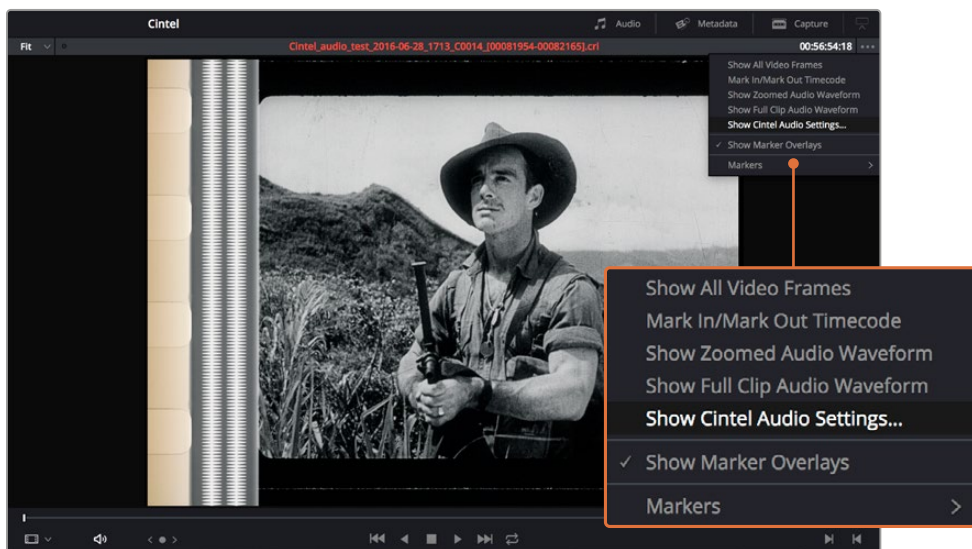 Cintel
Audio
Metadata
Capture
Fit
Cintel_audio_test_2016-06-28_1713_C0014_[00081954-00082165].cri
00:56:54:18
Show All Video Frames
Mark In/Mark Out Timecode
Show Zoomed Audio Waveform
Show Full Clip Audio Waveform
Show Cintel Audio Settings...
✓ Show Marker Overlays
Markers >
Show All Video Frames
Mark In/Mark Out Timecode
Show Zoomed Audio Waveform
Show Full Clip Audio Waveform
Show Cintel Audio Settings...
✓ Show Marker Overlays
Markers >